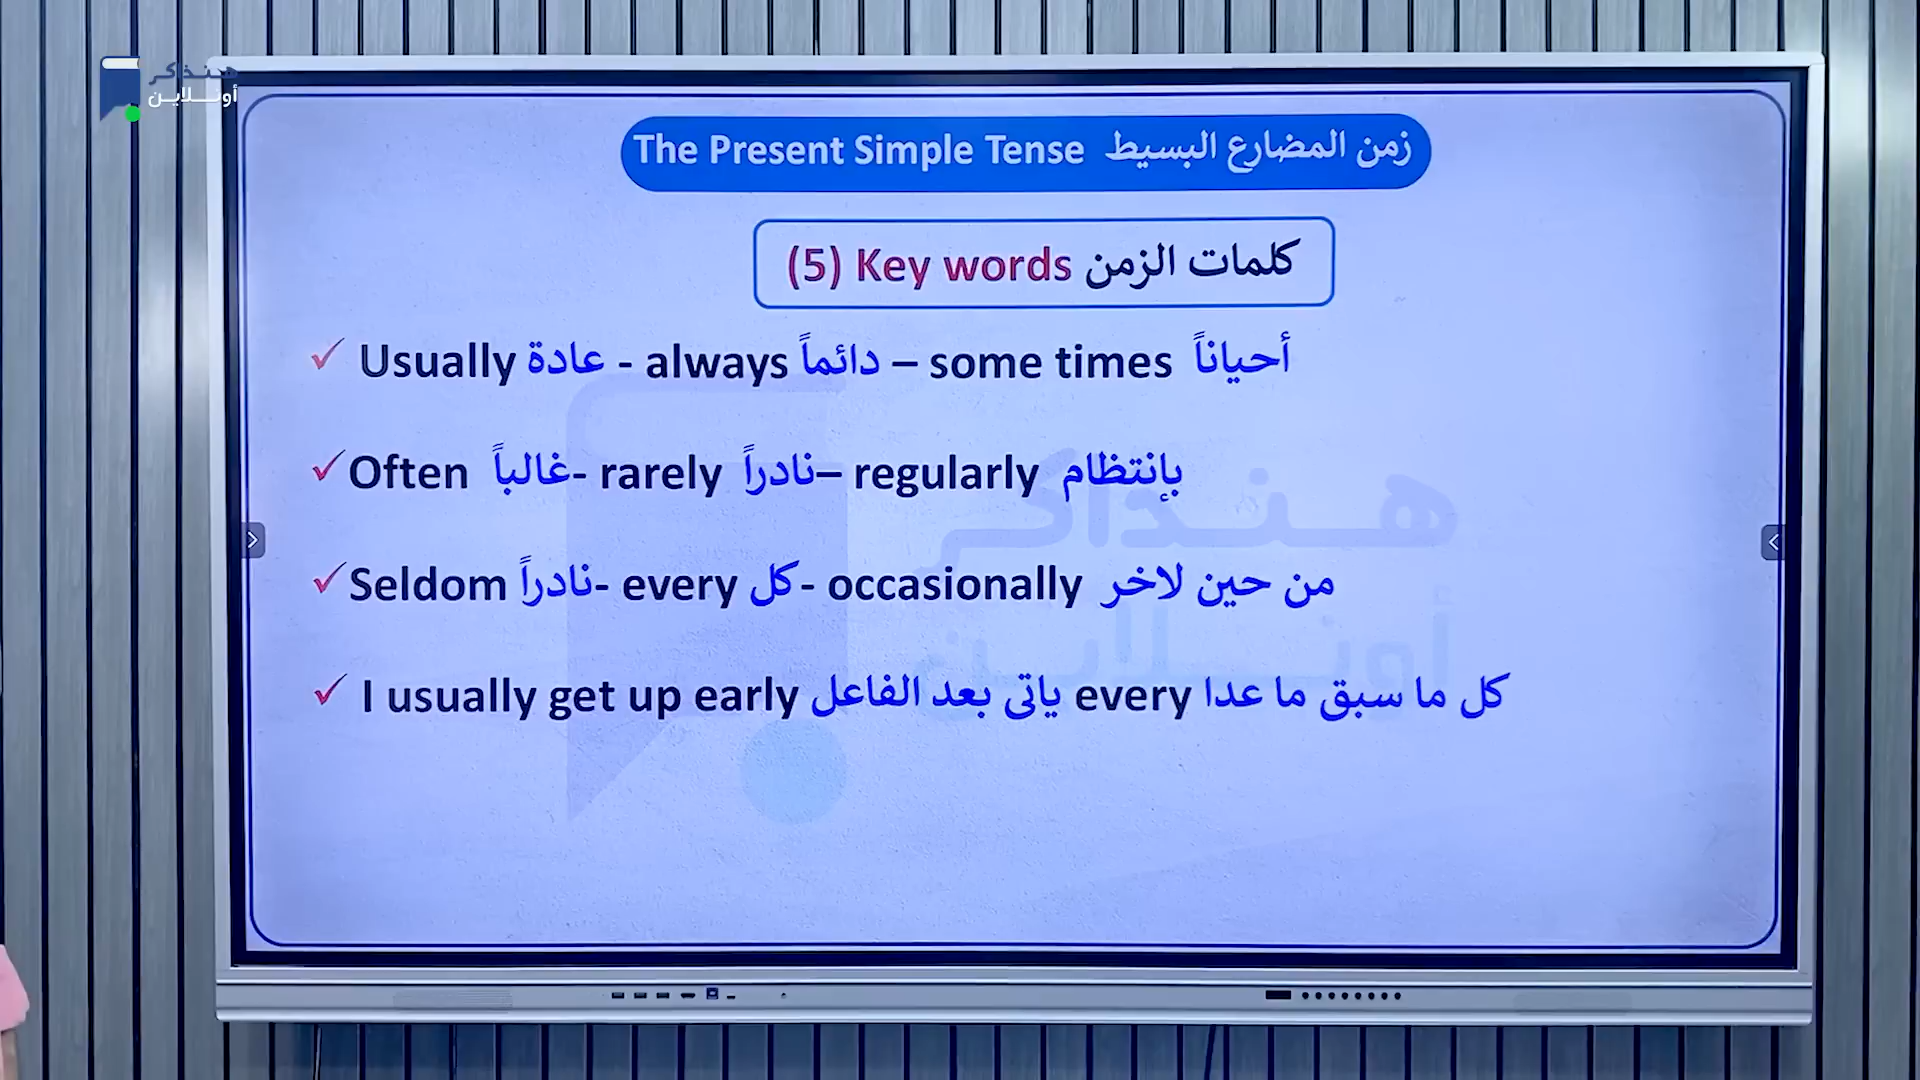 هنذاكر
أونلاين
The Present Simple Tense زمن المضارع البسيط
(5) Key words كلمات الزمن
✓ Usually عادة - always دائماً – some times أحياناً
✓ Often غالباً - rarely نادراً – regularly بإنتظام
✓ Seldom نادراً - every كل - occasionally من حين لاخر
✓ I usually get up early كل ما سبق ما عدا every ياتى بعد الفاعل
هنذاكر
أونلاين